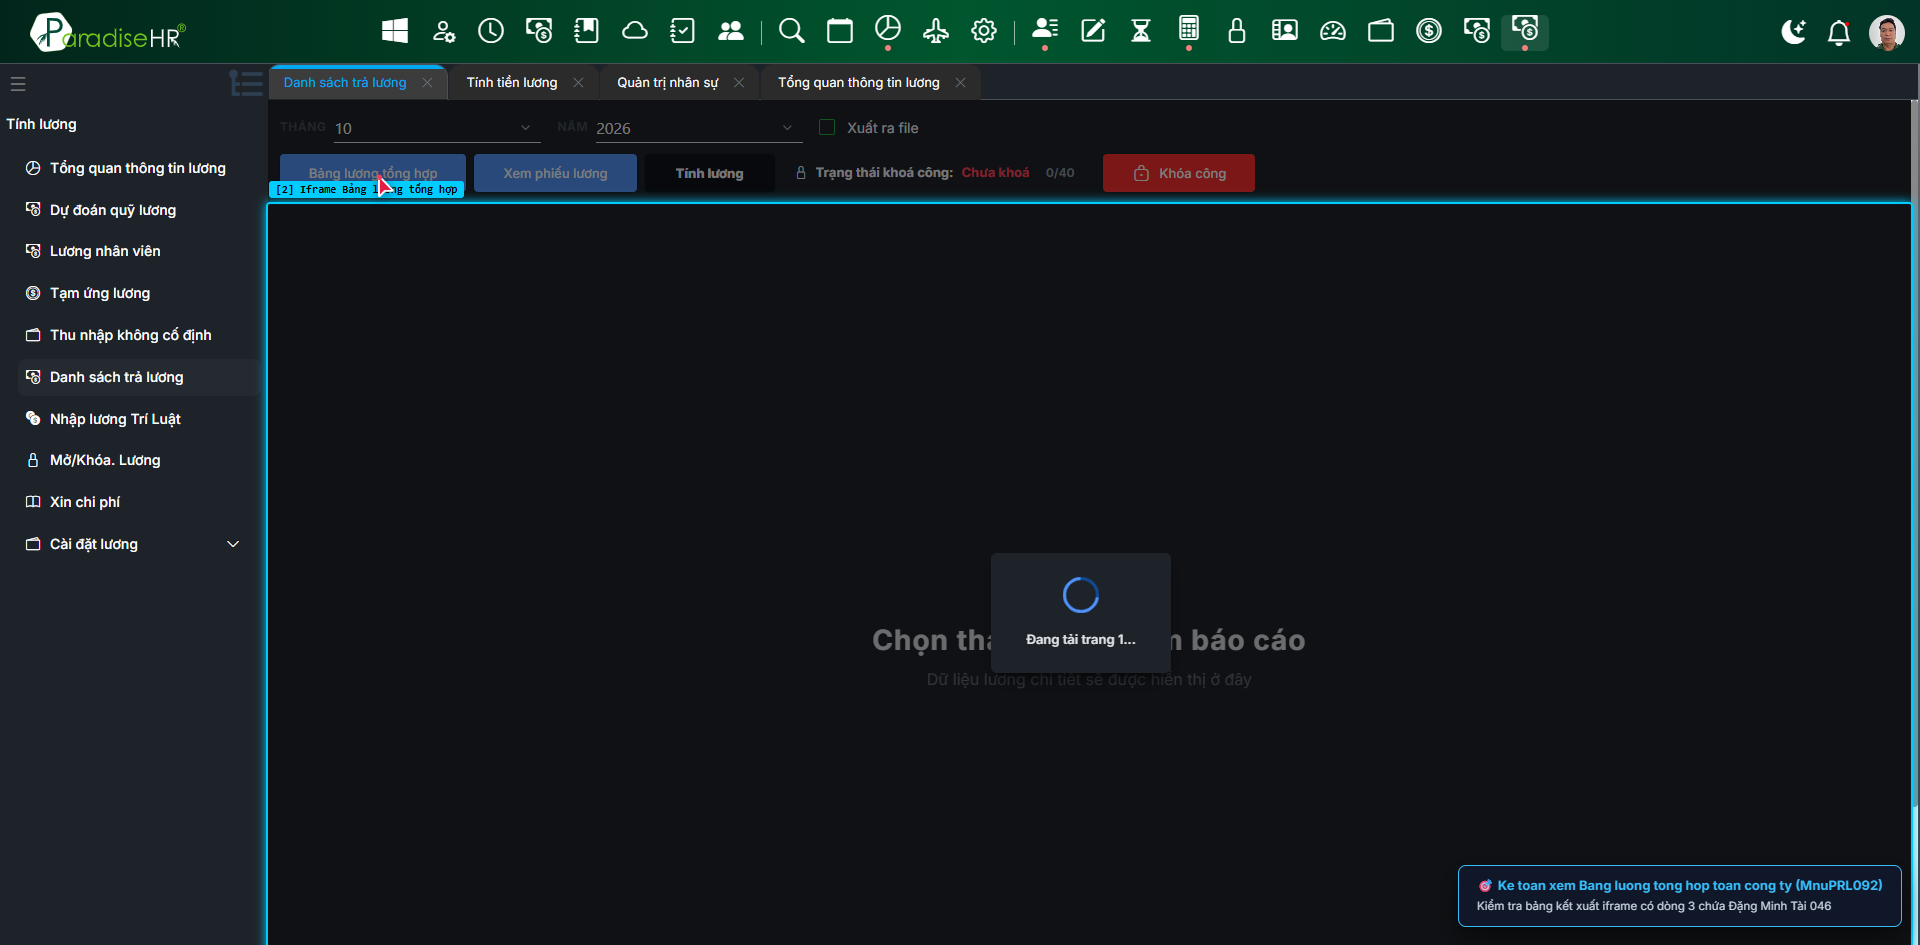 ParadiseHR®
Danh sách trả lương
Tính tiền lương
Quản trị nhân sự
Tổng quan thông tin lương
Tính lương
Tổng quan thông tin lương
Dự đoán quỹ lương
Lương nhân viên
Tạm ứng lương
Thu nhập không cố định
Danh sách trả lương
Nhập lương Trí Luật
Mở/Khóa. Lương
Xin chi phí
Cài đặt lương
THÁNG 10 NĂM 2026 Xuất ra file
Bảng lương tổng hợp Xem phiếu lương Tính lương Trạng thái khoá công: Chưa khoá 0/40 Khóa công
[2] Iframe Bảng lương tổng hợp
Đang tải trang 1...
Chọn báo cáo
Dữ liệu lương chi tiết sẽ được hiển thị ở đây
Ke toan xem Bang luong tong hop toan cong ty (MnuPRL092)
Kiểm tra bảng kết xuất iframe có dòng 3 chứa Đặng Minh Tài 046